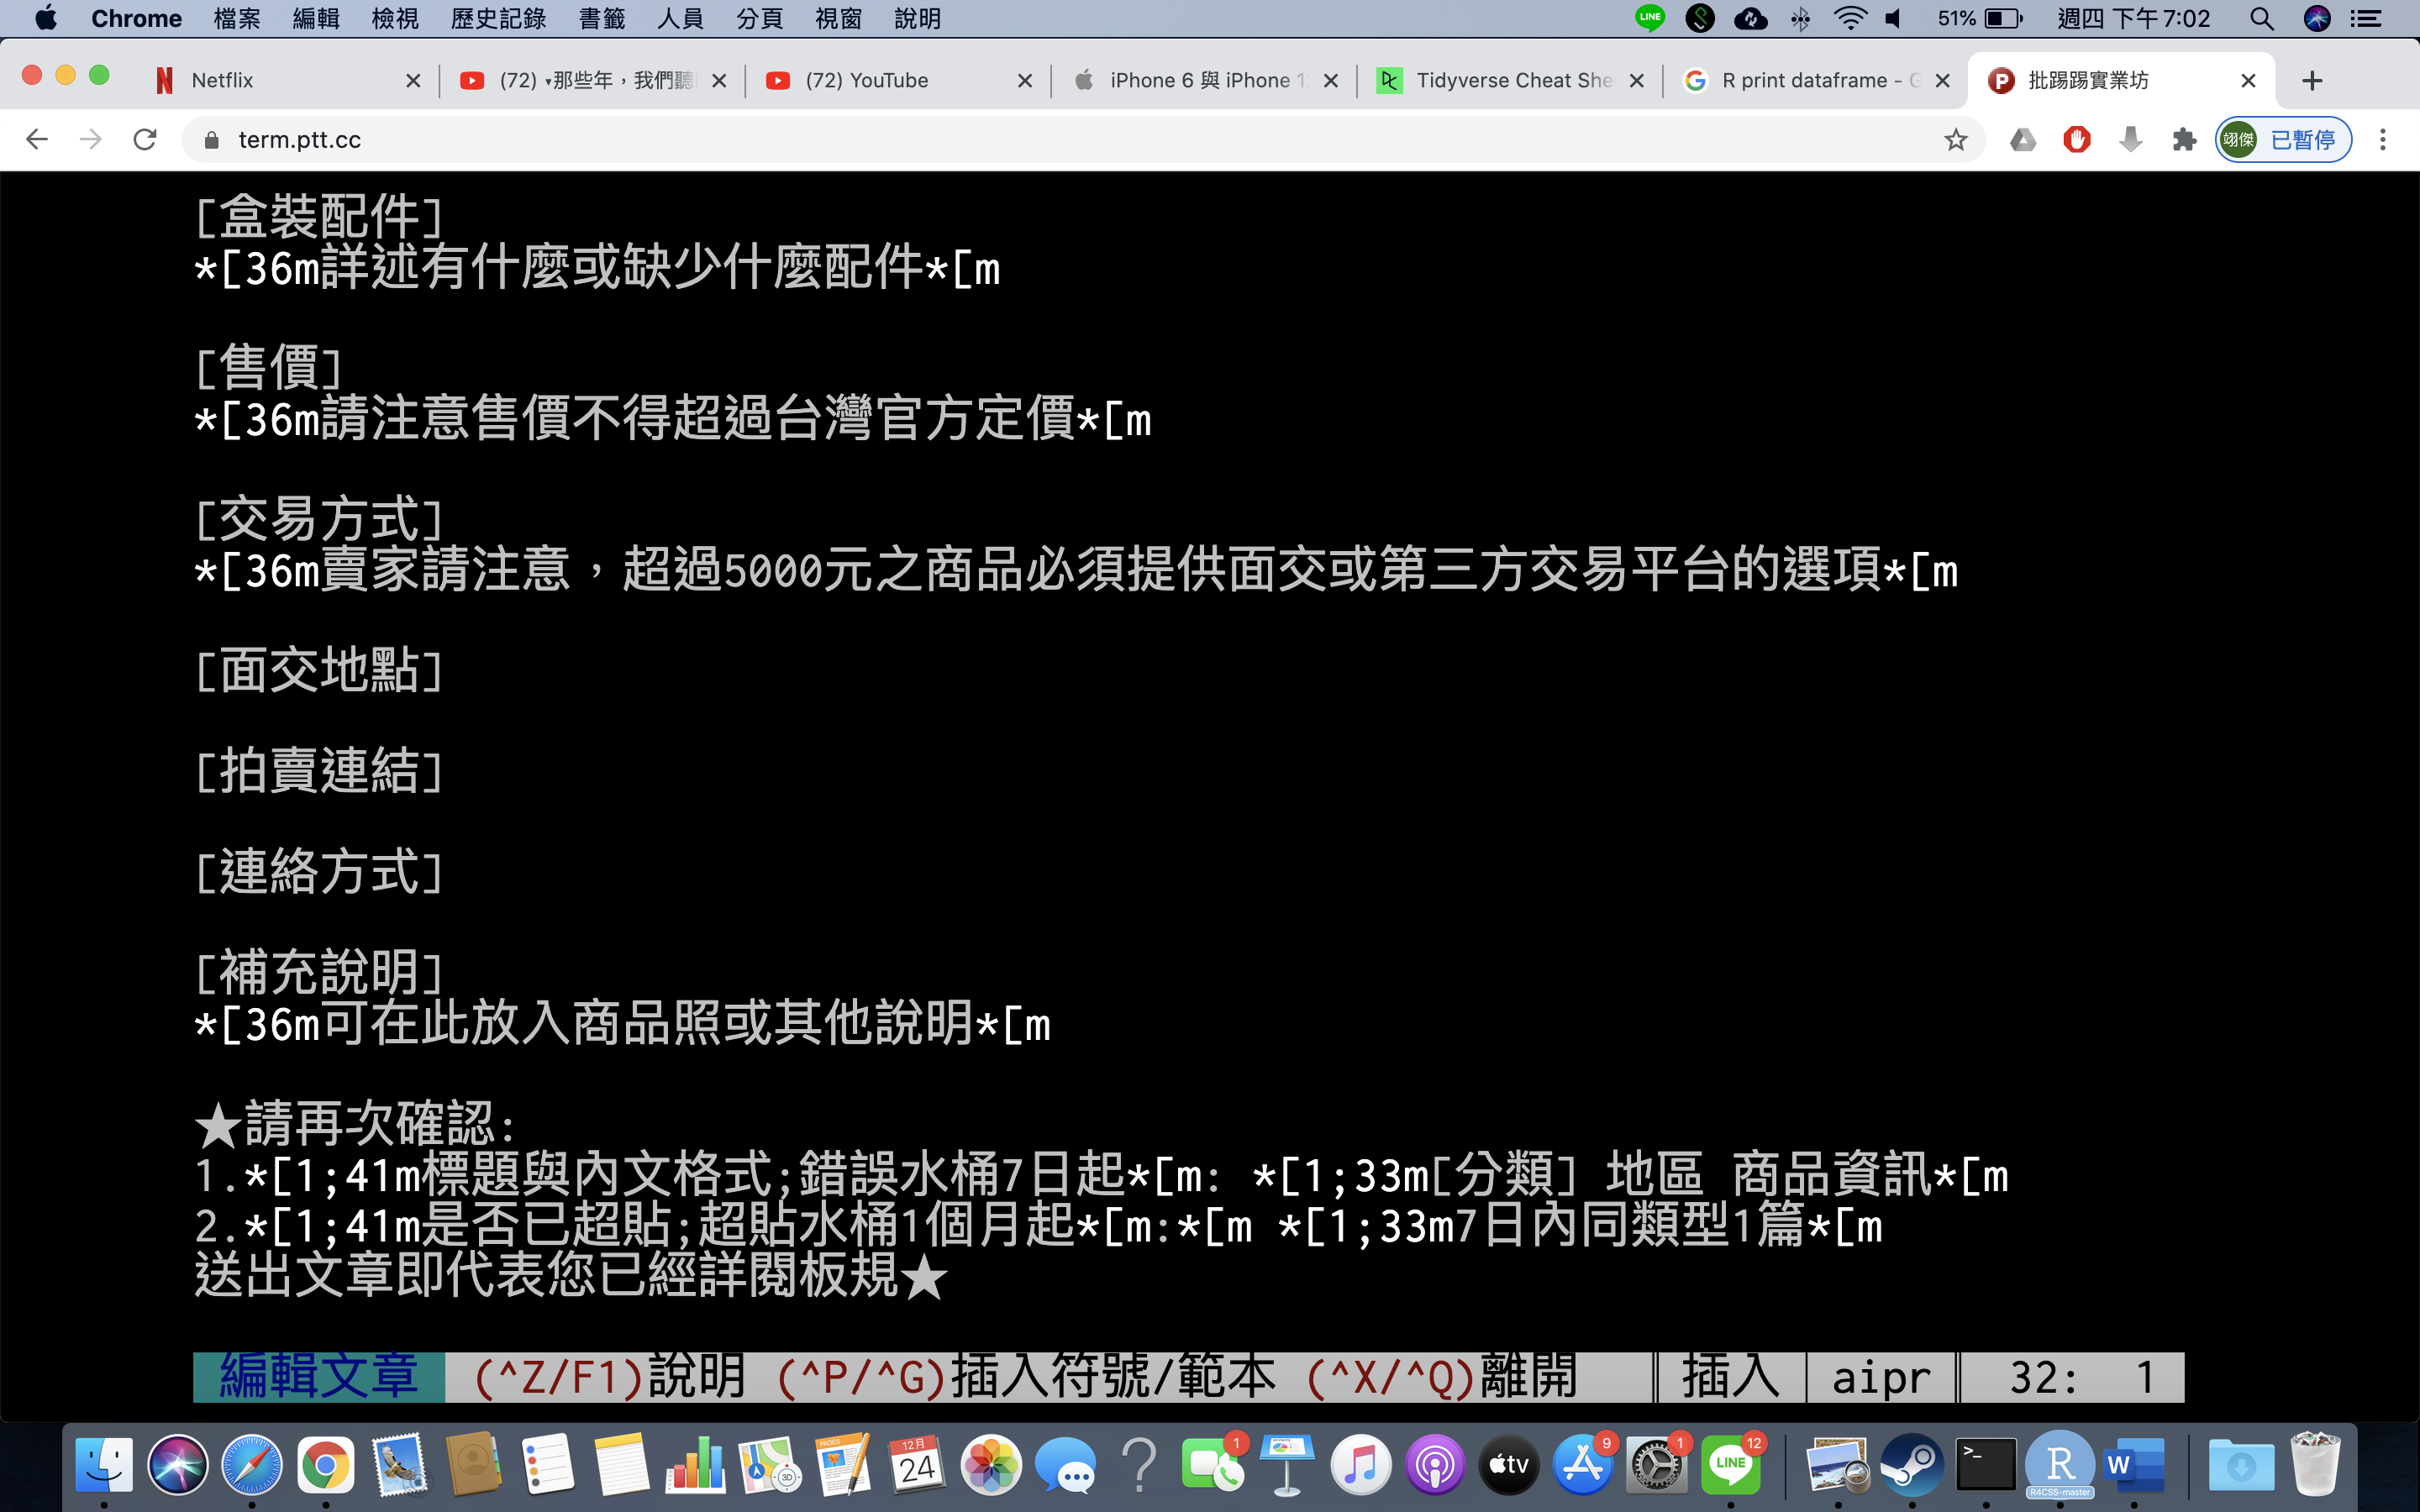 Chrome 檔案 編輯 檢視 歷史記錄 書籤 人員 分頁 視窗 說明 LINE 51% 週四 下午7:02
Netflix (72) ▾那些年，我們聽 (72) YouTube iPhone 6 與 iPhone 1 Tidyverse Cheat She R print dataframe - G 批踢踢實業坊
term.ptt.cc 翊傑 已暫停
[盒裝配件]
*[36m詳述有什麼或缺少什麼配件*[m
[售價]
*[36m請注意售價不得超過台灣官方定價*[m
[交易方式]
*[36m賣家請注意，超過5000元之商品必須提供面交或第三方交易平台的選項*[m
[面交地點]
[拍賣連結]
[連絡方式]
[補充說明]
*[36m可在此放入商品照或其他說明*[m
★請再次確認:
1.*[1;41m標題與內文格式;錯誤水桶7日起*[m: *[1;33m[分類] 地區 商品資訊*[m
2.*[1;41m是否已超貼;超貼水桶1個月起*[m:*[m *[1;33m7日內同類型1篇*[m
送出文章即代表您已經詳閱板規★
編輯文章 (^Z/F1)說明 (^P/^G)插入符號/範本 (^X/^Q)離開 插入 aipr 32: 1
PAGES 12月 24 3D 1 tv 9 1 LINE 12 >_ R R4CSS-master W